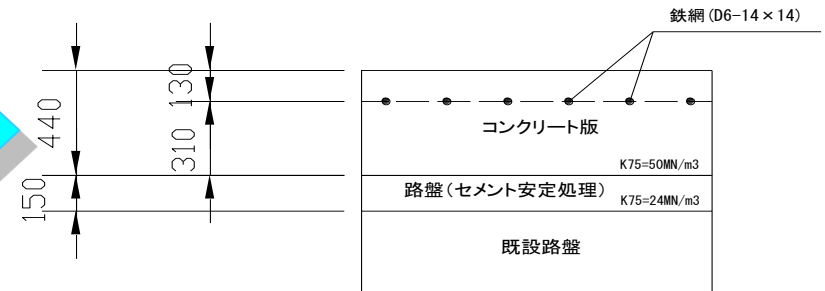 鉄網(D6-14×14)
130
440
310
コンクリート版
K75=50MN/m3
150
路盤(セメント安定処理)
K75=24MN/m3
既設路盤